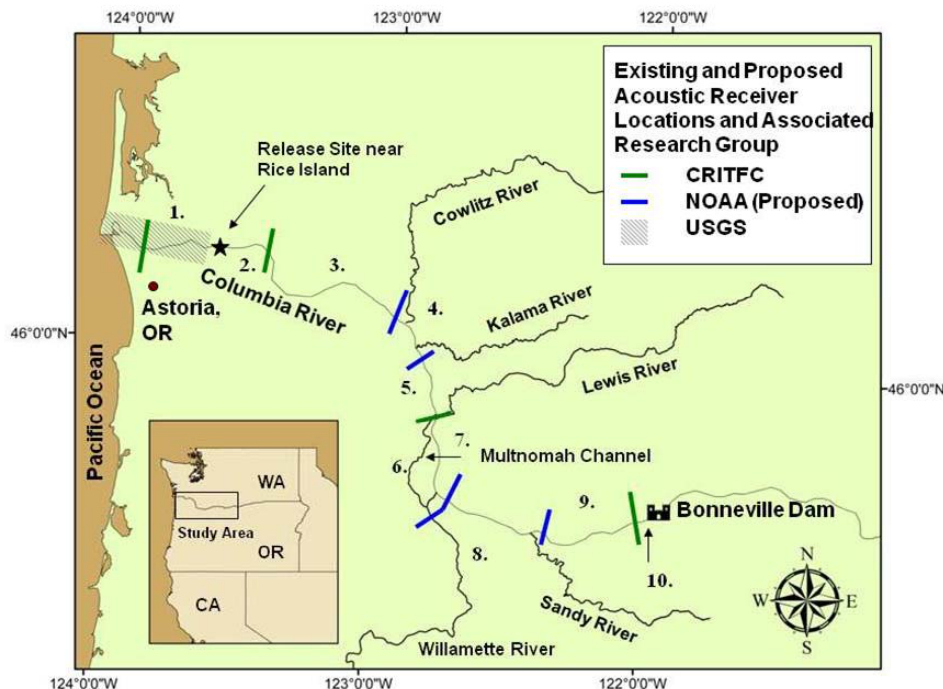 124°0'0"W
123°0'0"W
122°0'0"W
Existing and Proposed
Acoustic Receiver
Locations and Associated
Research Group
CRITFC
NOAA (Proposed)
USGS
Release Site near
Rice Island
Cowlitz River
1.
2.
3.
Columbia River
4.
Astoria,
OR
Kalama River
46°0'0"N
46°0'0"N
5.
Lewis River
Pacific Ocean
7.
6.
Multnomah Channel
9.
Bonneville Dam
WA
Study Area
OR
CA
8.
10.
Sandy River
Willamette River
N
W
E
S
124°0'0"W
123°0'0"W
122°0'0"W